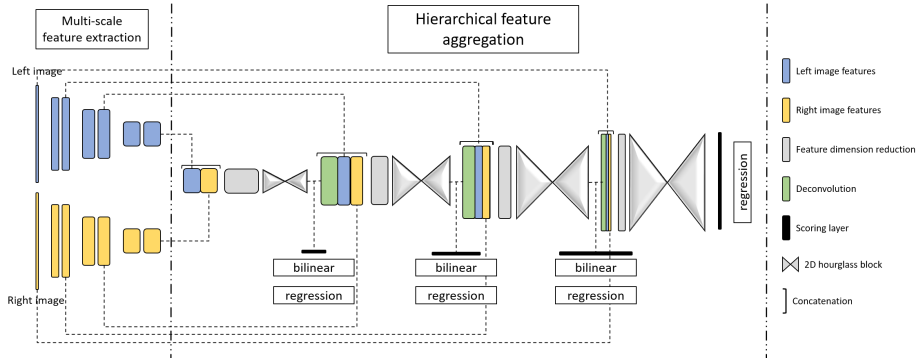 Multi-scale
feature extraction
Hierarchical feature
aggregation
Left image
Right image
bilinear
regression
bilinear
regression
bilinear
regression
regression
Left image features
Right image features
Feature dimension reduction
Deconvolution
Scoring layer
2D hourglass block
Concatenation